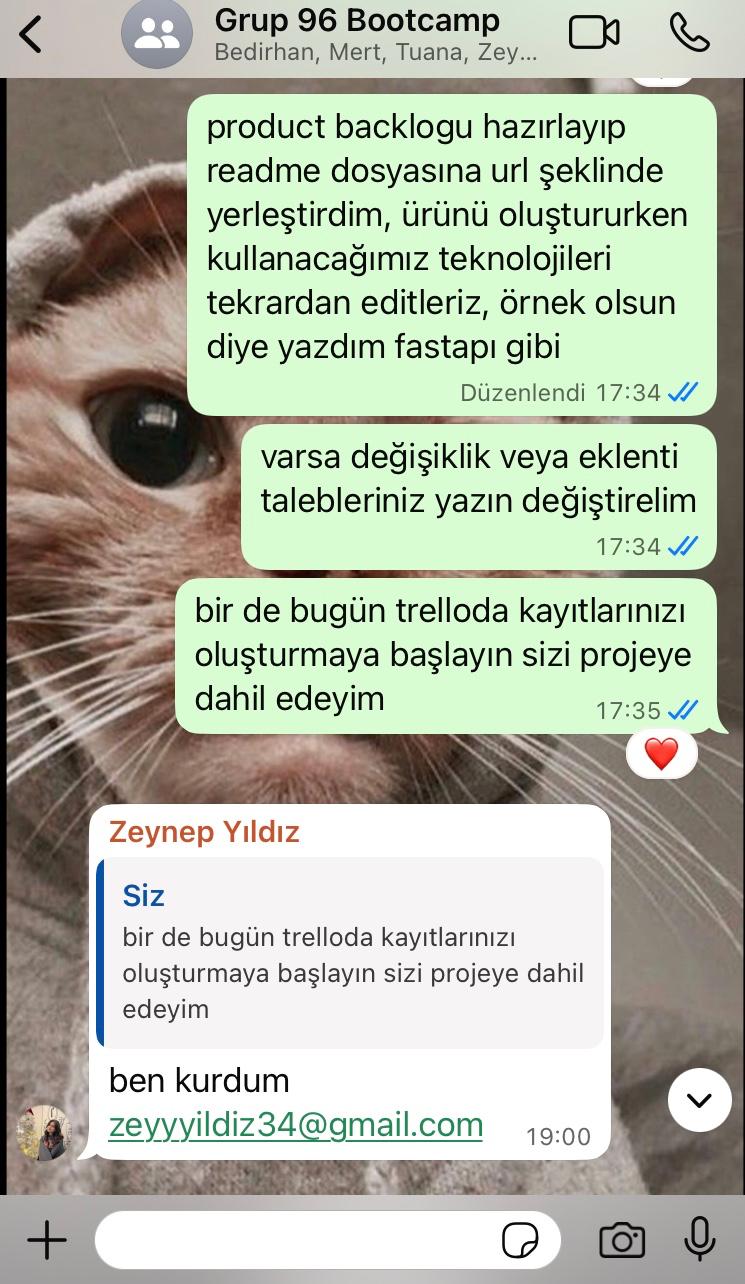 Grup 96 Bootcamp
Bedirhan, Mert, Tuana, Zey...
product backlogu hazırlayıp
readme dosyasına url şeklinde
yerleştirdim, ürünü oluştururken
kullanacağımız teknolojileri
tekrardan editleriz, örnek olsun
diye yazdım fastapı gibi
Düzenlendi 17:34
varsa değişiklik veya eklenti
talebleriniz yazın değiştirelim
17:34
bir de bugün trelloda kayıtlarınızı
oluşturmaya başlayın sizi projeye
dahil edeyim
17:35
Zeynep Yıldız
Siz
bir de bugün trelloda kayıtlarınızı
oluşturmaya başlayın sizi projeye dahil
edeyim
ben kurdum
zeyyyildiz34@gmail.com
19:00